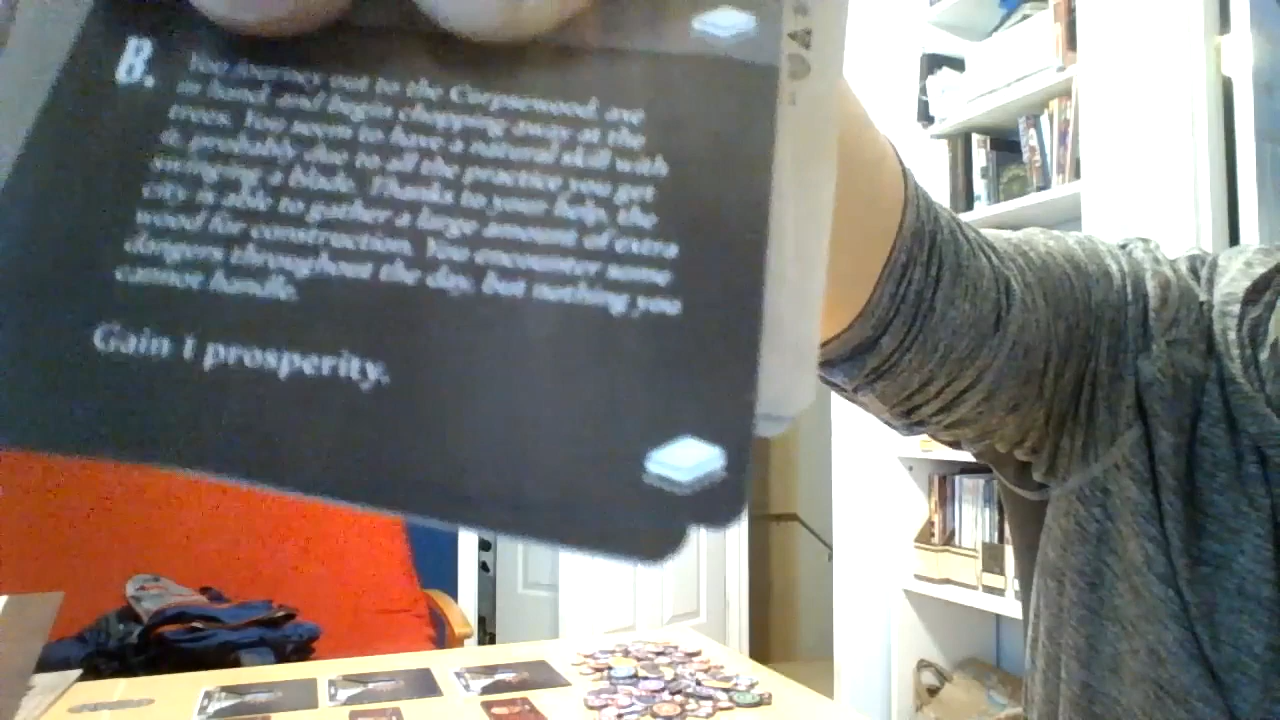 B. You journey out to the Corpsewood, axe
in hand, and begin chopping away at the
trees. You seem to have a natural skill with
it, probably due to all the practice you get
swinging a blade. Thanks to your help, the
city is able to gather a large amount of extra
wood for construction. You encounter some
dangers throughout the day, but nothing you
cannot handle.
Gain 1 prosperity.